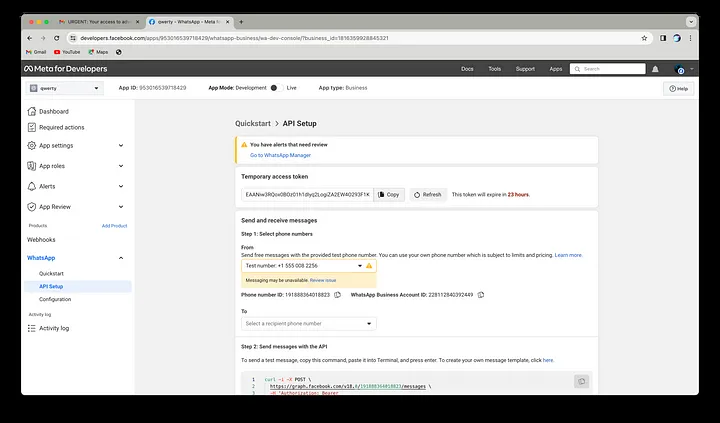 URGENT: Your access to adv
qwerty - WhatsApp - Meta f
developers.facebook.com/apps/953016539718429/whatsapp-business/wa-dev-console/?business_id=1816359928845321
Gmail YouTube Maps
Meta for Developers Docs Tools Support Apps Search
qwerty App ID: 953016539718429 App Mode: Development Live App type: Business Help
Dashboard
Required actions
App settings
App roles
Alerts
App Review
Products Add Product
Webhooks
WhatsApp
Quickstart
API Setup
Configuration
Activity log
Activity log
Quickstart > API Setup
You have alerts that need review
Go to WhatsApp Manager
Temporary access token
Copy Refresh This token will expire in 23 hours.
Send and receive messages
Step 1: Select phone numbers
From
Send free messages with the provided test phone number. You can use your own phone number which is subject to limits and pricing. Learn more.
Test number: +1 555 008 2256
Messaging may be unavailable. Review issue
Phone number ID: 191888364018823 WhatsApp Business Account ID: 228112840392449
To
Select a recipient phone number
Step 2: Send messages with the API
To send a test message, copy this command, paste it into Terminal, and press enter. To create your own message template, click here.
1 curl -i -X POST \
2 https://graph.facebook.com/v18.0/191888364018823/messages \
3 -H 'Authorization: Bearer